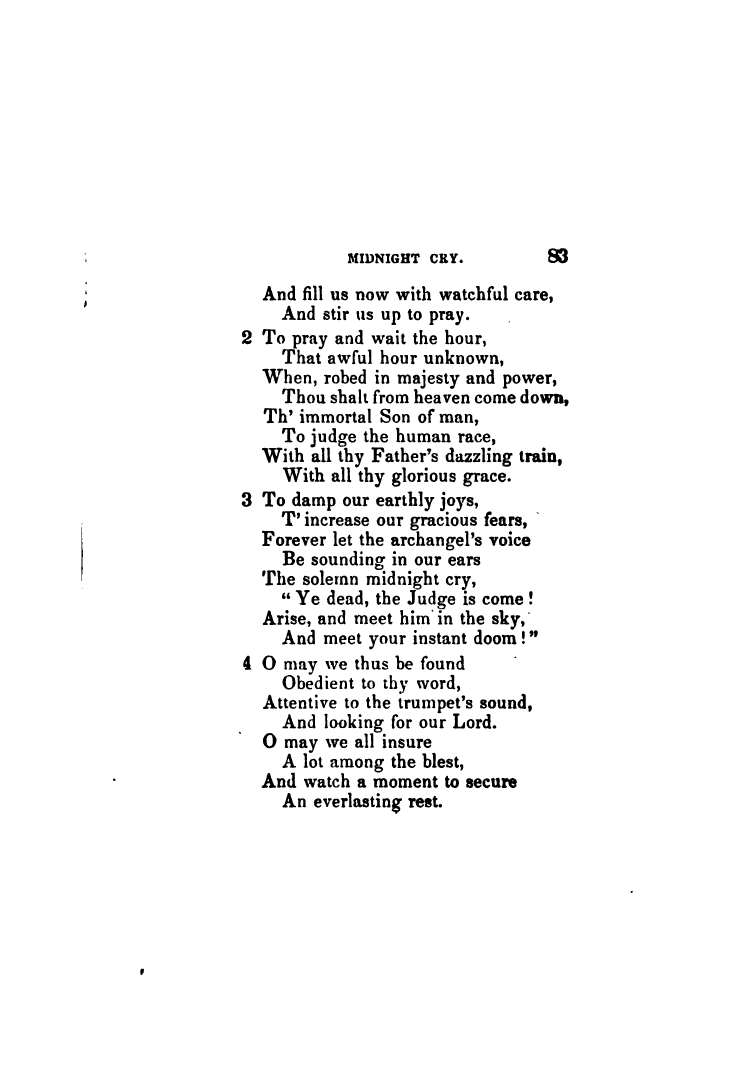 MIDNIGHT CRY. 83
And fill us now with watchful care,
And stir us up to pray.
2 To pray and wait the hour,
That awful hour unknown,
When, robed in majesty and power,
Thou shalt from heaven come down,
Th' immortal Son of man,
To judge the human race,
With all thy Father's dazzling train,
With all thy glorious grace.
3 To damp our earthly joys,
T' increase our gracious fears,
Forever let the archangel's voice
Be sounding in our ears
The solemn midnight cry,
“ Ye dead, the Judge is come !
Arise, and meet him in the sky,
And meet your instant doom !”
4 O may we thus be found
Obedient to thy word,
Attentive to the trumpet's sound,
And looking for our Lord.
O may we all insure
A lot among the blest,
And watch a moment to secure
An everlasting rest.